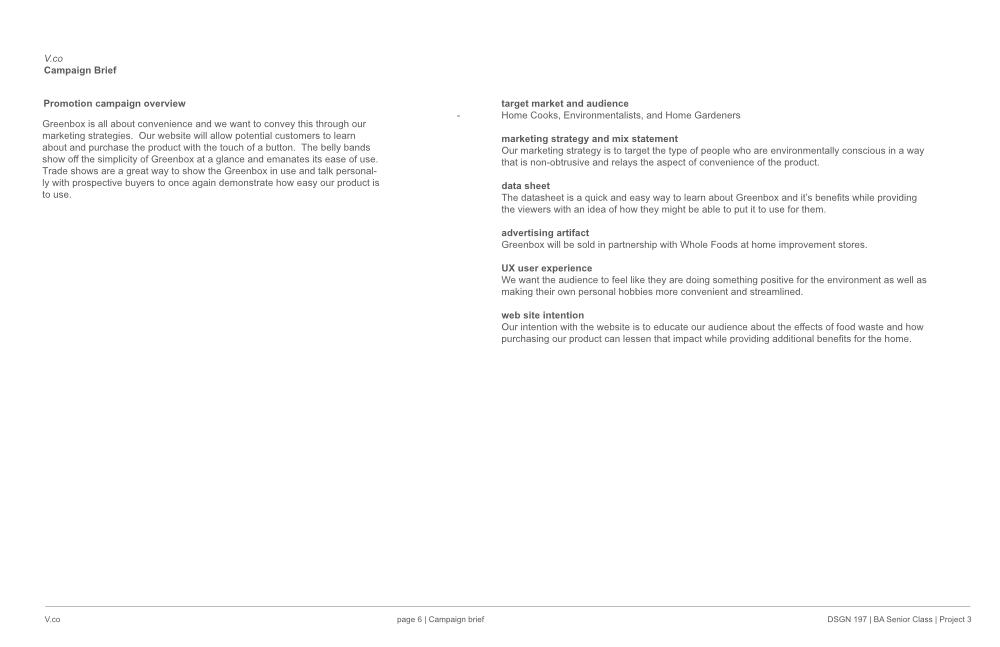 V.co
Campaign Brief
Promotion campaign overview
Greenbox is all about convenience and we want to convey this through our
marketing strategies.  Our website will allow potential customers to learn
about and purchase the product with the touch of a button.  The belly bands
show off the simplicity of Greenbox at a glance and emanates its ease of use.
Trade shows are a great way to show the Greenbox in use and talk personal-
ly with prospective buyers to once again demonstrate how easy our product is
to use.
-
target market and audience
Home Cooks, Environmentalists, and Home Gardeners
marketing strategy and mix statement
Our marketing strategy is to target the type of people who are environmentally conscious in a way
that is non-obtrusive and relays the aspect of convenience of the product.
data sheet
The datasheet is a quick and easy way to learn about Greenbox and it's benefits while providing
the viewers with an idea of how they might be able to put it to use for them.
advertising artifact
Greenbox will be sold in partnership with Whole Foods at home improvement stores.
UX user experience
We want the audience to feel like they are doing something positive for the environment as well as
making their own personal hobbies more convenient and streamlined.
web site intention
Our intention with the website is to educate our audience about the effects of food waste and how
purchasing our product can lessen that impact while providing additional benefits for the home.
V.co
page 6 | Campaign brief
DSGN 197 | BA Senior Class | Project 3